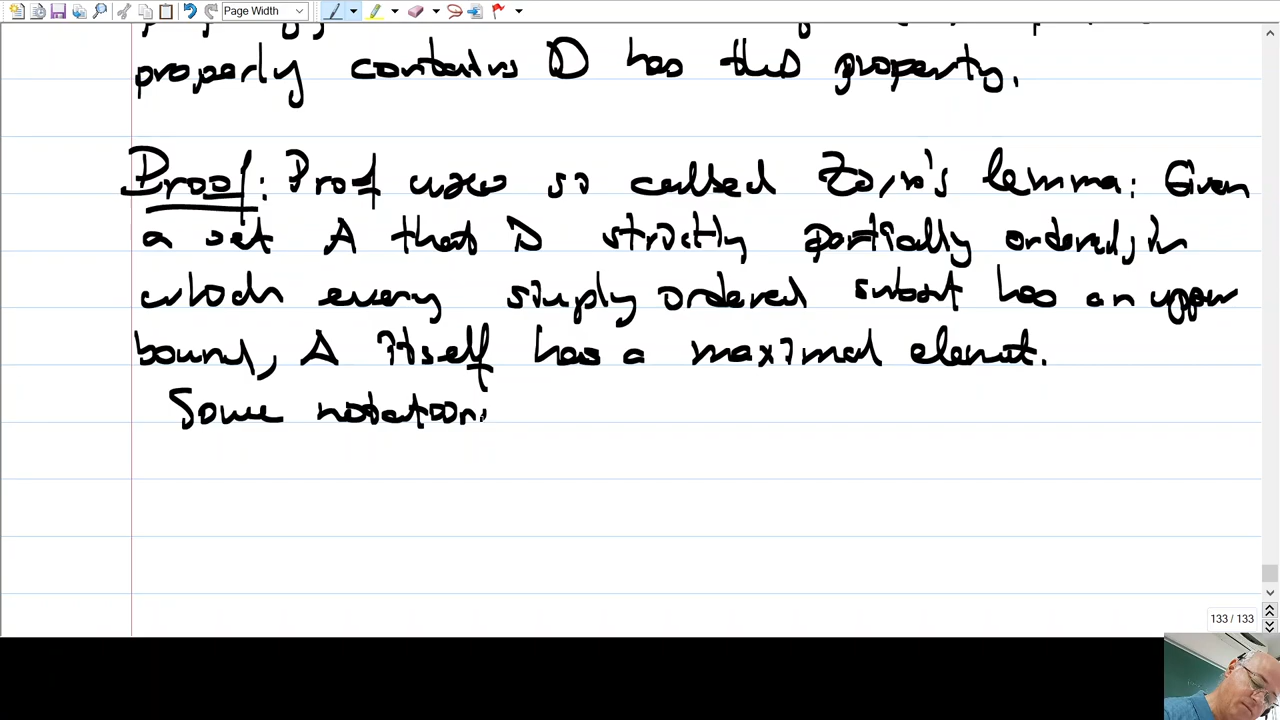 Page Width
properly contains D has this property.
Proof: Proof uses so called Zorn's lemma: Given
a set A that is strictly partially ordered, in
which every simply ordered subset has an upper
bound, A itself has a maximal element.
Some notation:
133 / 133